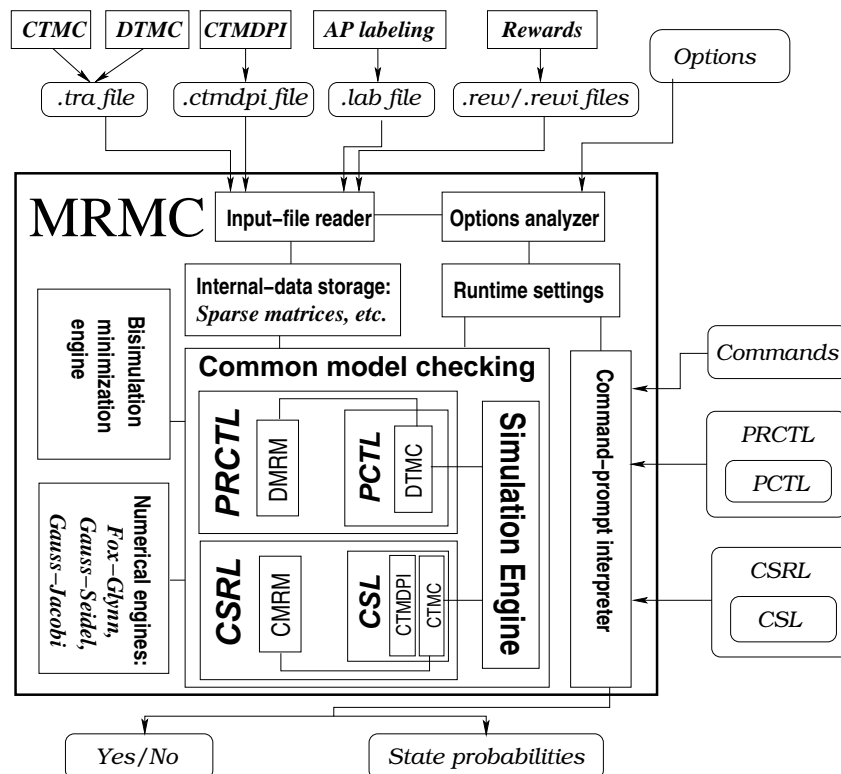 CTMC
DTMC
CTMDPI
AP labeling
Rewards
Options
.tra file
.ctmdpi file
.lab file
.rew/.rewi files
MRMC
Input-file reader
Options analyzer
Internal-data storage:
Sparse matrices, etc.
Runtime settings
Bisimulation
minimization
engine
Common model checking
PRCTL
DMRM
PCTL
DTMC
Simulation Engine
Command-prompt interpreter
Commands
PRCTL
PCTL
Numerical engines:
Fox-Glynn,
Gauss-Seidel,
Gauss-Jacobi
CSRL
CMRM
CSL
CTMDPI
CTMC
CSRL
CSL
Yes/No
State probabilities